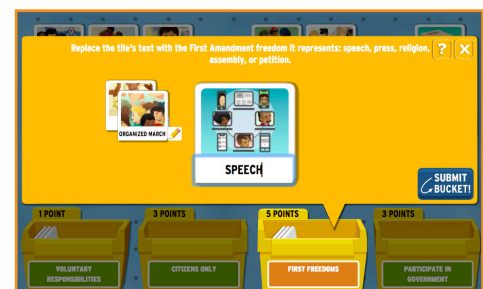 Replace the tile's text with the First Amendment freedom it represents: speech, press, religion,
assembly, or petition.
?
X
ORGANIZED MARCH
SPEECH
SUBMIT
BUCKET!
1 POINT
3 POINTS
5 POINTS
3 POINTS
VOLUNTARY
RESPONSIBILITIES
CITIZENS ONLY
FIRST FREEDOMS
PARTICIPATE IN
GOVERNMENT